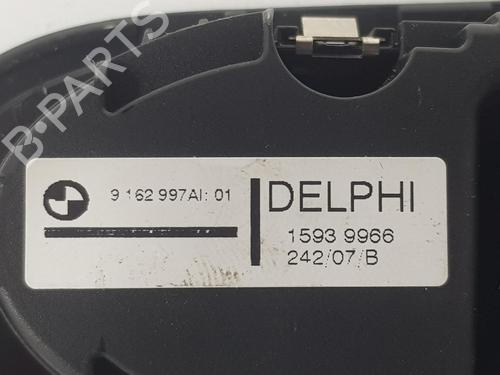 B-PARTS
9 162 997AI: 01
DELPHI
1593 9966
242/07/B